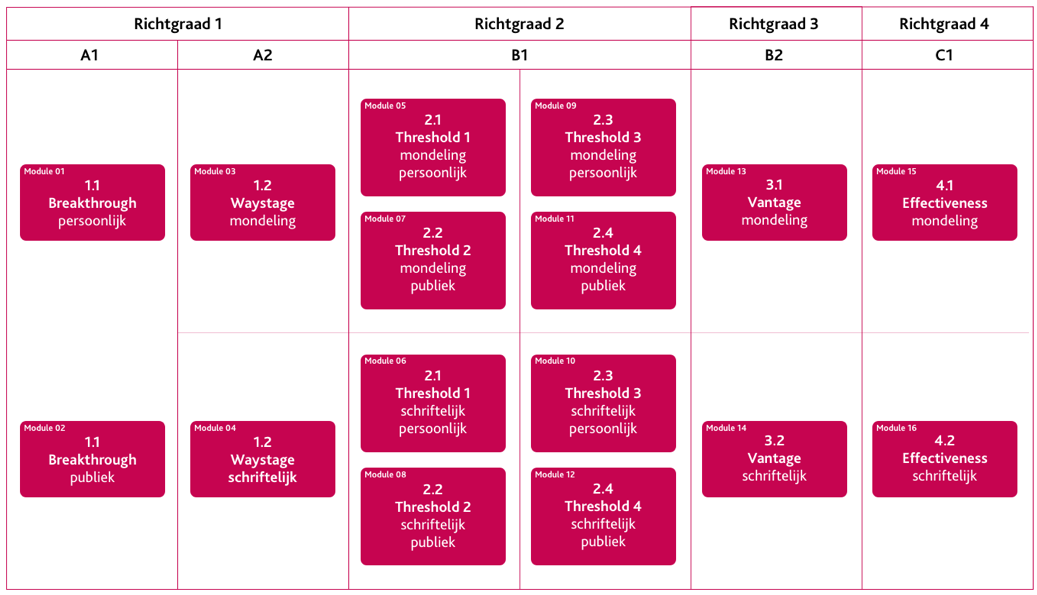 Richtgraad 1
Richtgraad 2
Richtgraad 3
Richtgraad 4
A1
A2
B1
B2
C1
Module 01
1.1
Breakthrough
persoonlijk
Module 03
1.2
Waystage
mondeling
Module 05
2.1
Threshold 1
mondeling
persoonlijk
Module 09
2.3
Threshold 3
mondeling
persoonlijk
Module 07
2.2
Threshold 2
mondeling
publiek
Module 11
2.4
Threshold 4
mondeling
publiek
Module 13
3.1
Vantage
mondeling
Module 15
4.1
Effectiveness
mondeling
Module 02
1.1
Breakthrough
publiek
Module 04
1.2
Waystage
schriftelijk
Module 06
2.1
Threshold 1
schriftelijk
persoonlijk
Module 10
2.3
Threshold 3
schriftelijk
persoonlijk
Module 08
2.2
Threshold 2
schriftelijk
publiek
Module 12
2.4
Threshold 4
schriftelijk
publiek
Module 14
3.2
Vantage
schriftelijk
Module 16
4.2
Effectiveness
schriftelijk